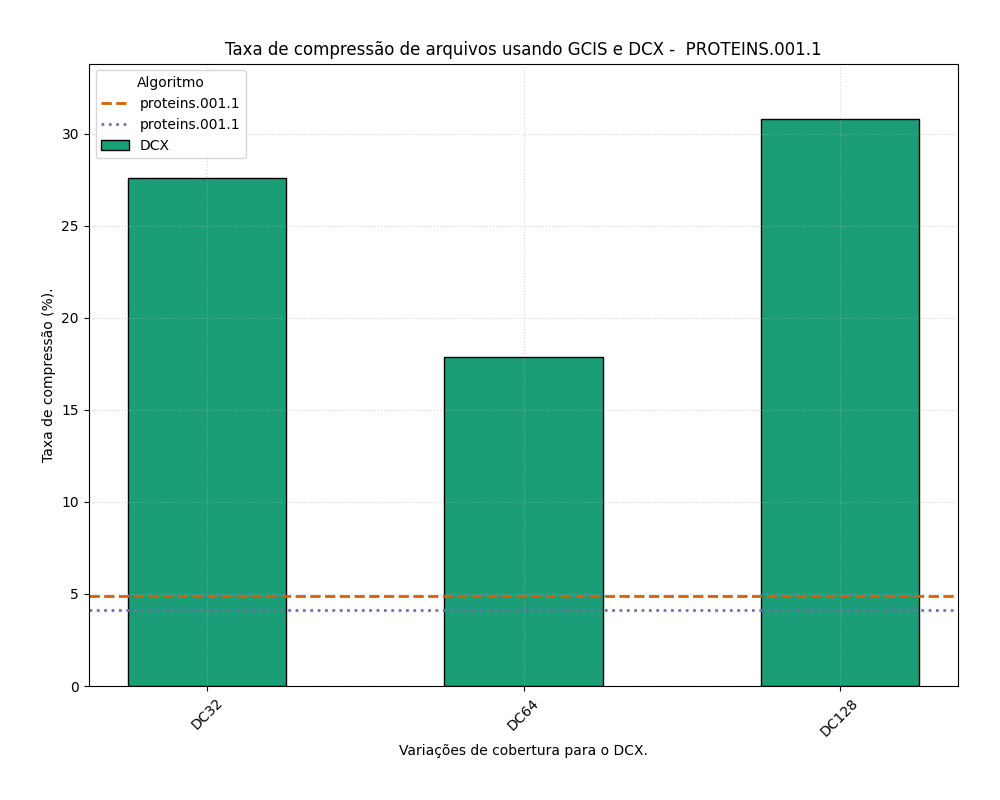 Taxa de compressão de arquivos usando GCIS e DCX -  PROTEINS.001.1
Algoritmo
proteins.001.1
proteins.001.1
DCX
Taxa de compressão (%).
30
25
20
15
10
5
0
DC32
DC64
DC128
Variações de cobertura para o DCX.